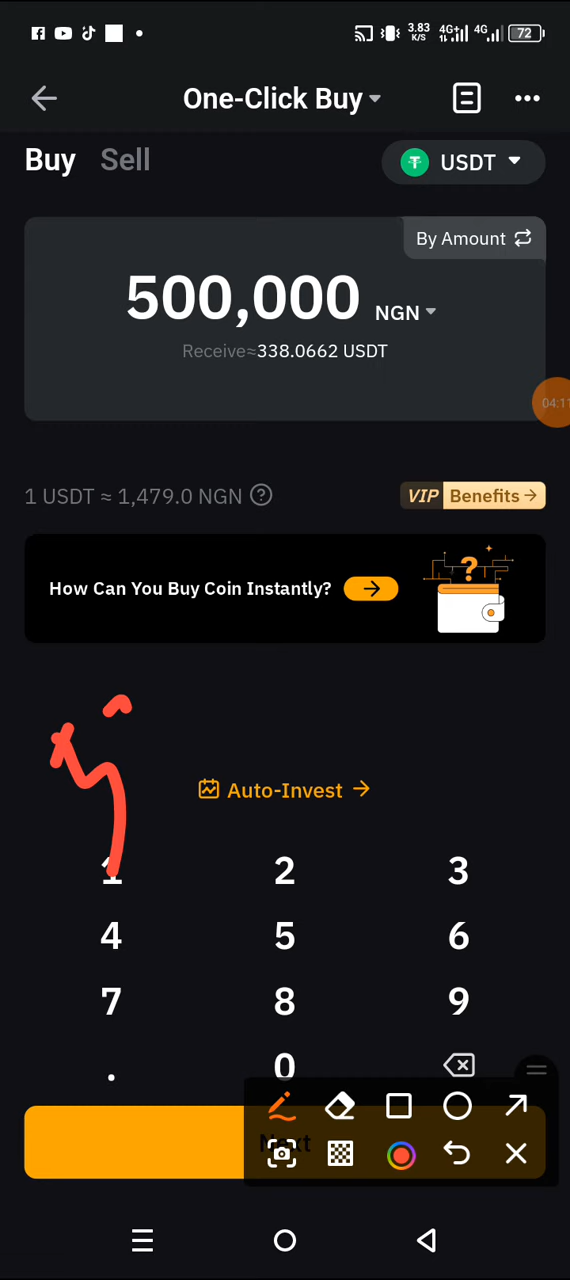 3.83
K/S
4G+
4G
72
One-Click Buy
Buy Sell
USDT
By Amount
500,000 NGN
Receive≈338.0662 USDT
04:11
1 USDT ≈ 1,479.0 NGN ?
VIP Benefits
How Can You Buy Coin Instantly?
?
Auto-Invest
1 2 3
4 5 6
7 8 9
. 0
Next